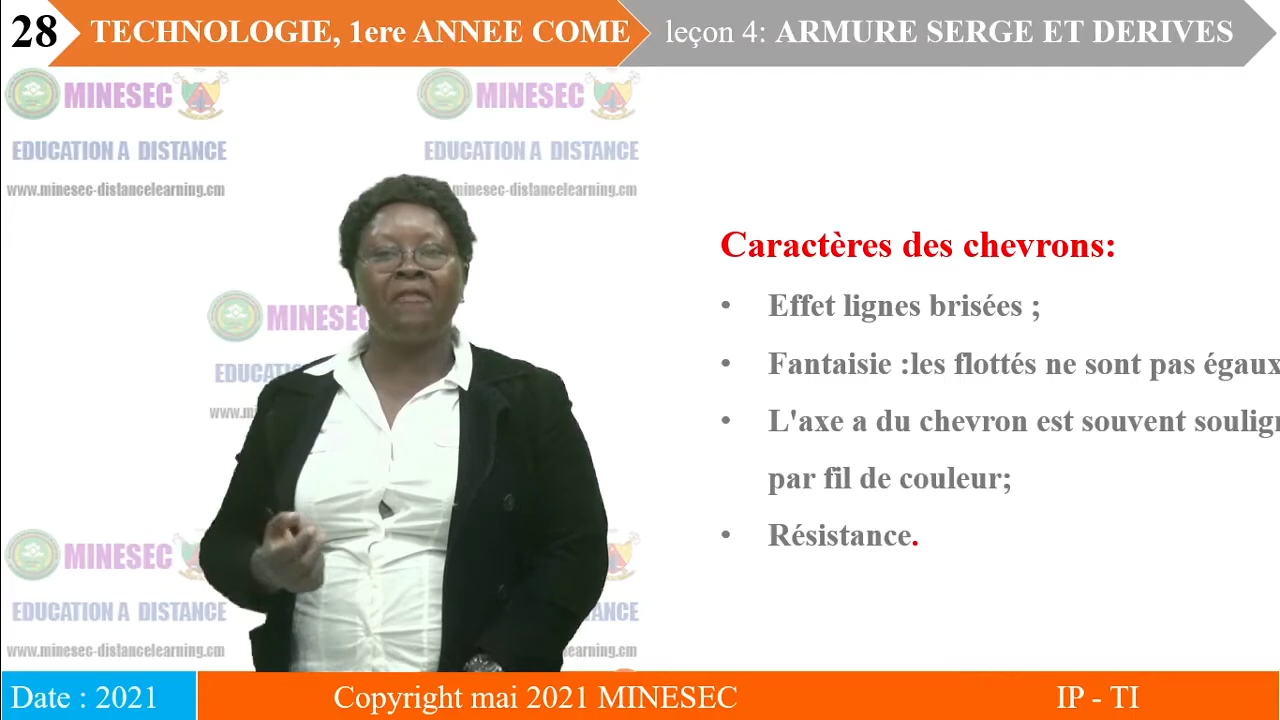 28
TECHNOLOGIE, 1ere ANNEE COME
leçon 4: ARMURE SERGE ET DERIVES
MINESEC
MINESEC
EDUCATION A DISTANCE
EDUCATION A DISTANCE
www.minesec-distancelearning.cm
minesec-distancelearning.cm
Caractères des chevrons:
• Effet lignes brisées ;
MINESEC
• Fantaisie :les flottés ne sont pas égaux
• L'axe a du chevron est souvent soulign
par fil de couleur;
• Résistance.
MINESEC
EDUCATION A DISTANCE
www.minesec-distancelearning.cm
Date : 2021
Copyright mai 2021 MINESEC
IP - TI